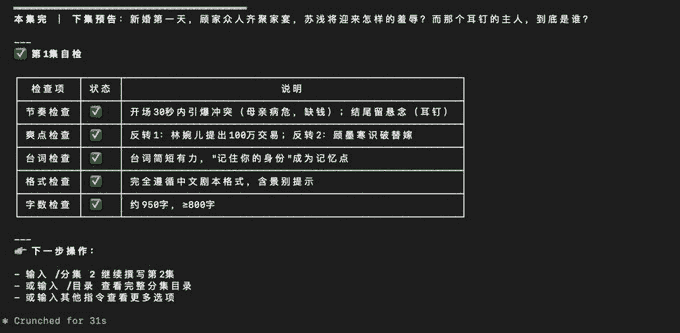 本集完 | 下集预告：新婚第一天，顾家众人齐聚家宴，苏浅将迎来怎样的羞辱？而那个耳钉的主人，到底是谁？
———
✅ 第1集自检
检查项 状态 说明
节奏检查 ✅ 开场30秒内引爆冲突（母亲病危，缺钱）；结尾留悬念（耳钉）
爽点检查 ✅ 反转1：林婉儿提出100万交易；反转2：顾墨寒识破替嫁
台词检查 ✅ 台词简短有力，"记住你的身份"成为记忆点
格式检查 ✅ 完全遵循中文剧本格式，含景别提示
字数检查 ✅ 约950字，≥800字
———
👉 下一步操作：
- 输入 /分集 2 继续撰写第2集
- 或输入 /目录 查看完整分集目录
- 或输入其他指令查看更多选项
✻ Crunched for 31s